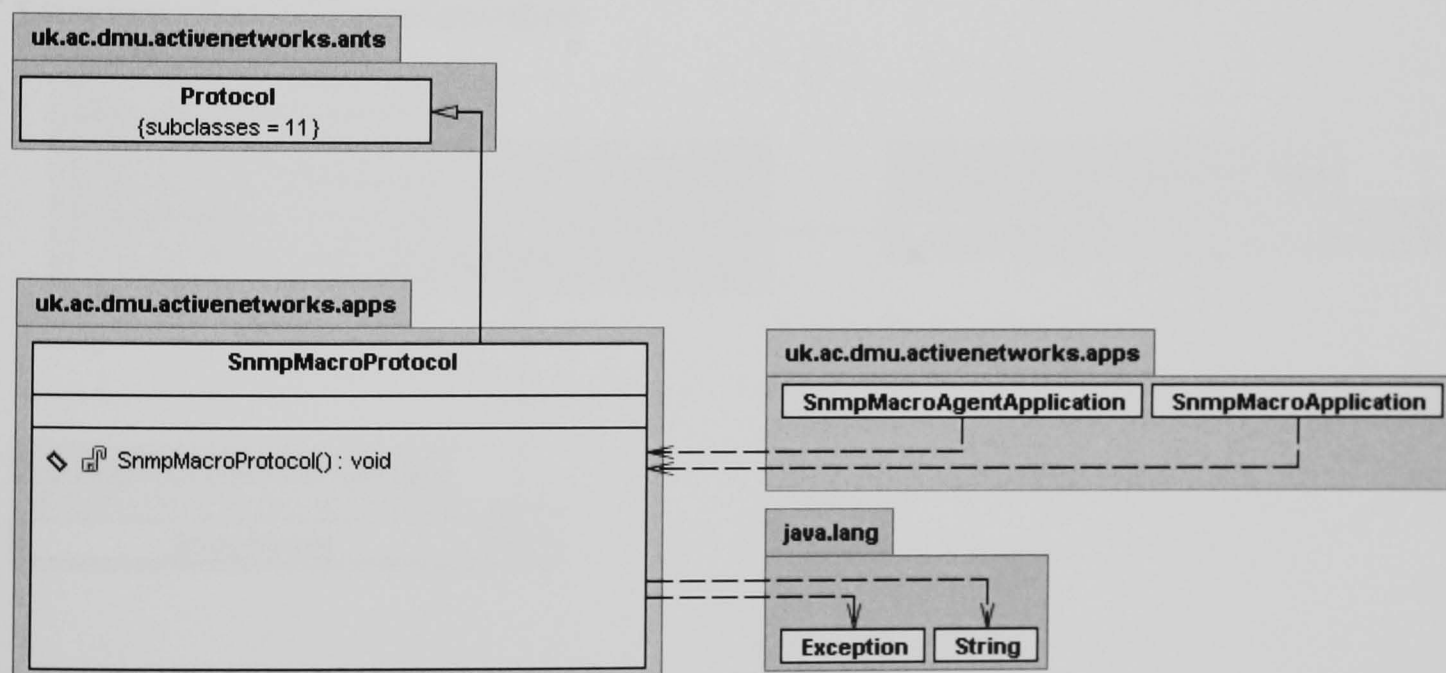 uk.ac.dmu.activenetworks.ants
Protocol
{subclasses = 11}
uk.ac.dmu.activenetworks.apps
SnmpMacroProtocol
SnmpMacroProtocol() : void
uk.ac.dmu.activenetworks.apps
SnmpMacroAgentApplication
SnmpMacroApplication
java.lang
Exception
String